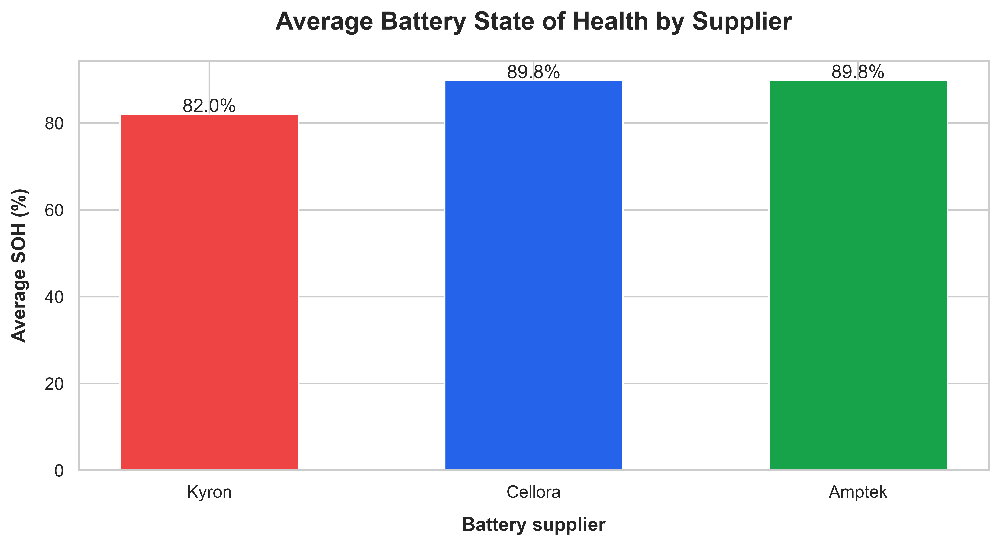 Average Battery State of Health by Supplier
82.0%
89.8%
89.8%
Average SOH (%)
80
60
40
20
0
Kyron
Cellora
Amptek
Battery supplier